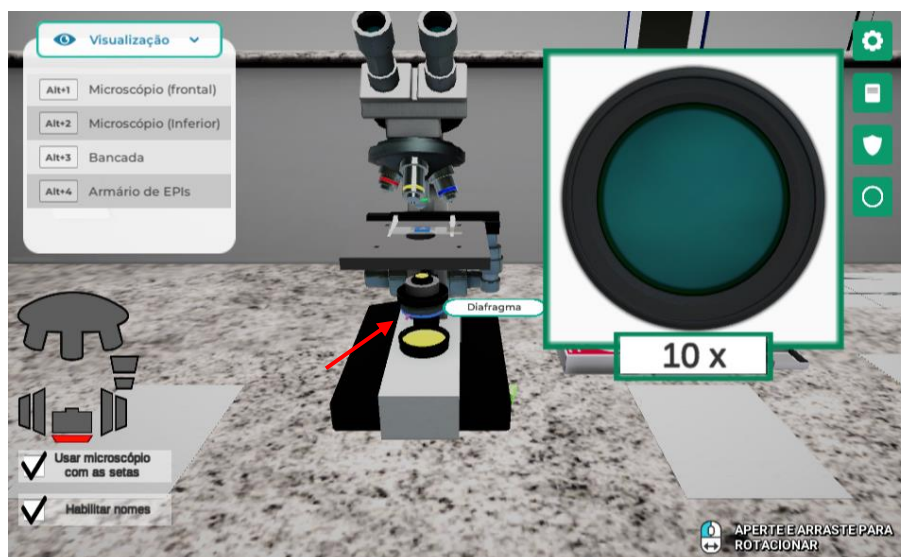 Visualização
Alt+1 Microscópio (frontal)
Alt+2 Microscópio (Inferior)
Alt+3 Bancada
Alt+4 Armário de EPIs
Diafragma
10 x
Usar microscópio
com as setas
Habilitar nomes
APERTE E ARRASTE PARA
ROTACIONAR